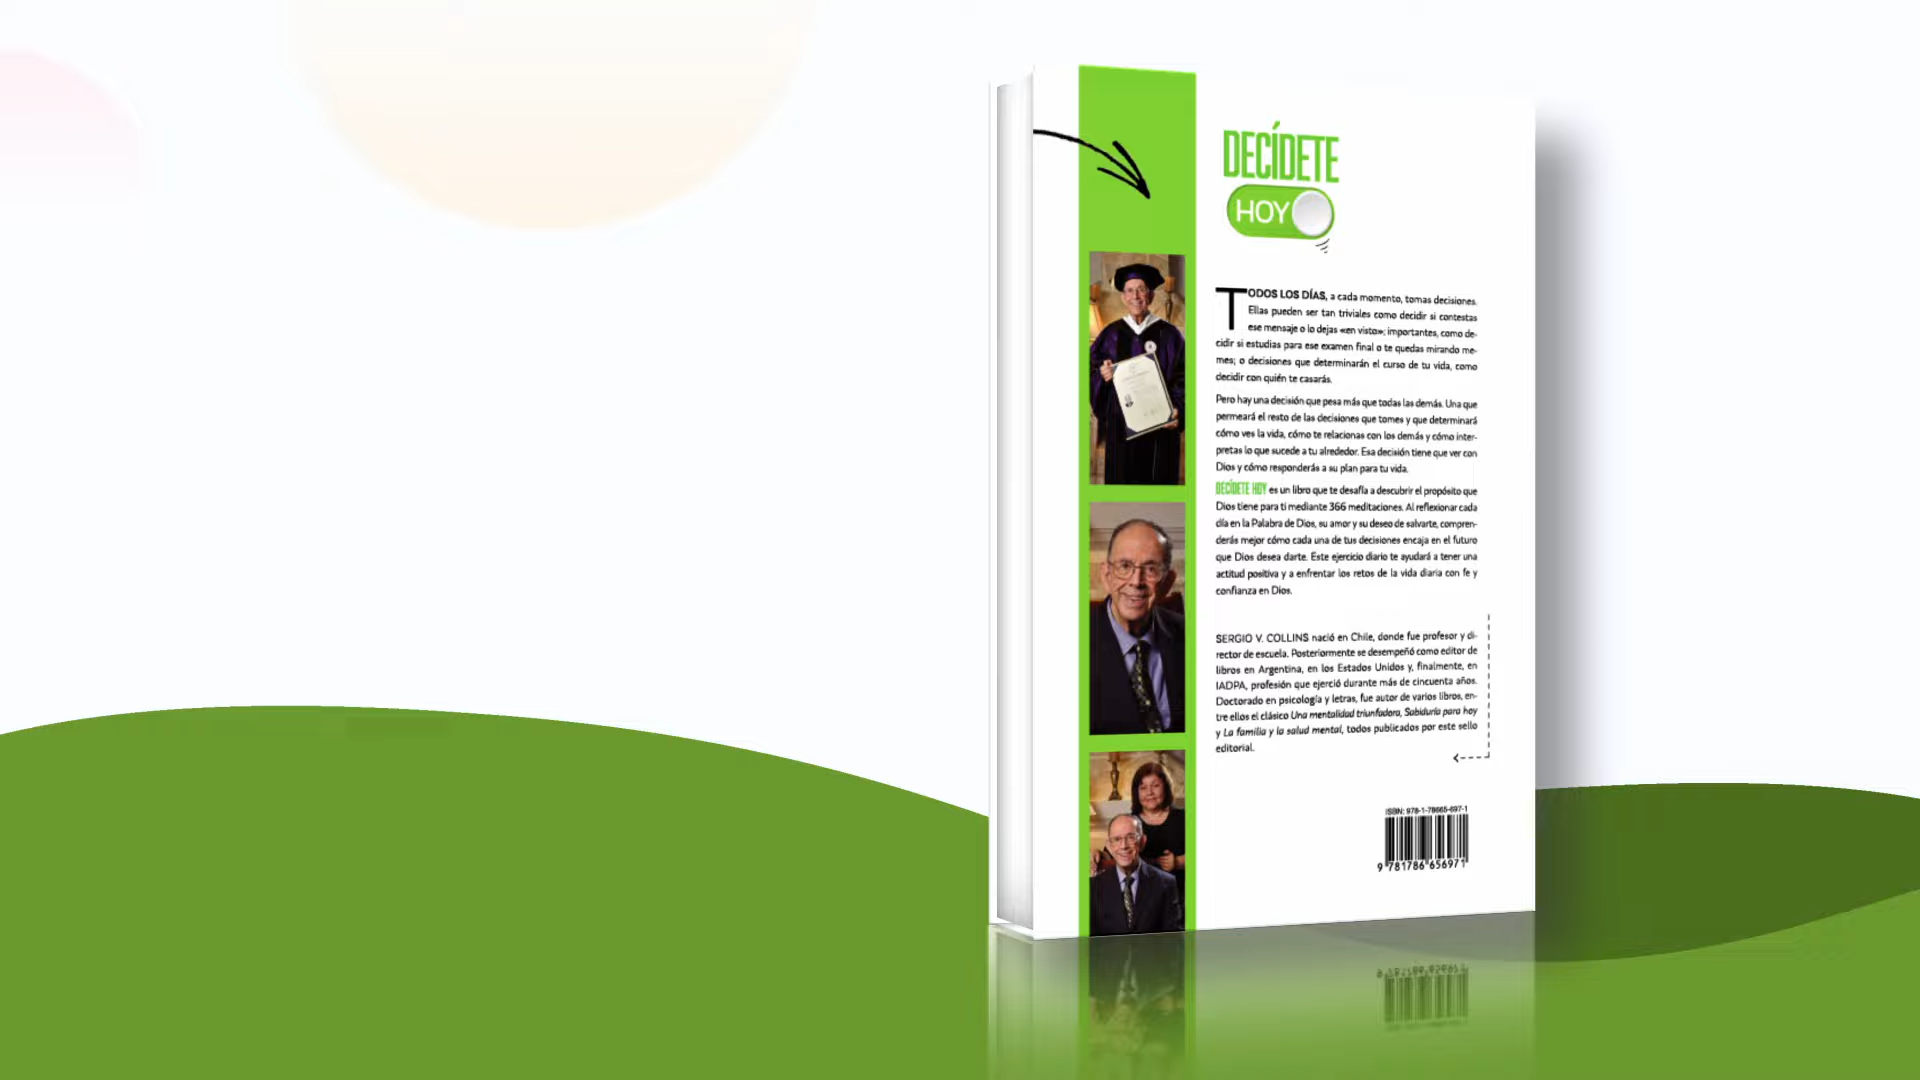 DECÍDETE
HOY
TODOS LOS DÍAS, a cada momento, tomas decisiones.
Ellas pueden ser tan triviales como decidir si contestas
ese mensaje o lo dejas «en visto»; importantes, como de-
cidir si estudias para ese examen final o te quedas mirando me-
mes; o decisiones que determinarán el curso de tu vida, como
decidir con quién te casarás.
Pero hay una decisión que pesa más que todas las demás. Una que
permeará el resto de las decisiones que tomes y que determinará
cómo ves la vida, cómo te relacionas con los demás y cómo inter-
pretas lo que sucede a tu alrededor. Esa decisión tiene que ver con
Dios y cómo responderás a su plan para tu vida.
DECÍDETE HOY es un libro que te desafía a descubrir el propósito que
Dios tiene para ti mediante 366 meditaciones. Al reflexionar cada
día en la Palabra de Dios, su amor y su deseo de salvarte, compren-
derás mejor cómo cada una de tus decisiones encaja en el futuro
que Dios desea darte. Este ejercicio diario te ayudará a tener una
actitud positiva y a enfrentar los retos de la vida diaria con fe y
confianza en Dios.
SERGIO V. COLLINS nació en Chile, donde fue profesor y di-
rector de escuela. Posteriormente se desempeñó como editor de
libros en Argentina, en los Estados Unidos y, finalmente, en
IADPA, profesión que ejerció durante más de cincuenta años.
Doctorado en psicología y letras, fue autor de varios libros, en-
tre ellos el clásico Una mentalidad triunfadora, Sabiduría para hoy
y La familia y la salud mental, todos publicados por este sello
editorial.
ISBN: 978-1-78665-697-1
9 781786 656971